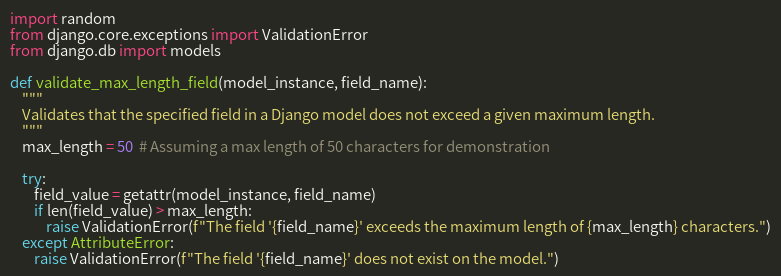 import random
from django.core.exceptions import ValidationError
from django.db import models
def validate_max_length_field(model_instance, field_name):
"""
Validates that the specified field in a Django model does not exceed a given maximum length.
"""
max_length = 50 # Assuming a max length of 50 characters for demonstration
try:
field_value = getattr(model_instance, field_name)
if len(field_value) > max_length:
raise ValidationError(f"The field '{field_name}' exceeds the maximum length of {max_length} characters.")
except AttributeError:
raise ValidationError(f"The field '{field_name}' does not exist on the model.")